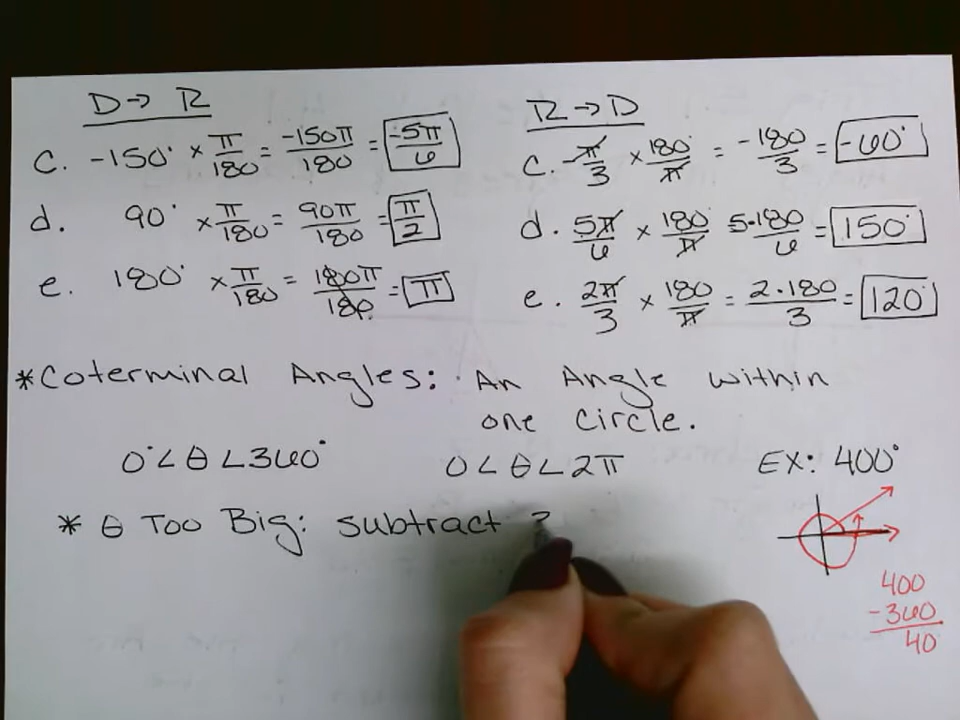 D → R
c. -150° × π/180 = -150π/180 = -5π/6
d. 90° × π/180 = 90π/180 = π/2
e. 180° × π/180 = 180π/180 = π
R → D
c. -π/3 × 180°/π = -180/3 = -60°
d. 5π/6 × 180°/π 5·180/6 = 150°
e. 2π/3 × 180/π = 2·180/3 = 120°
*Coterminal Angles: An Angle within
one circle.
0° < θ < 360° 0 < θ < 2π EX: 400°
* θ Too Big: subtract
400
-360
40